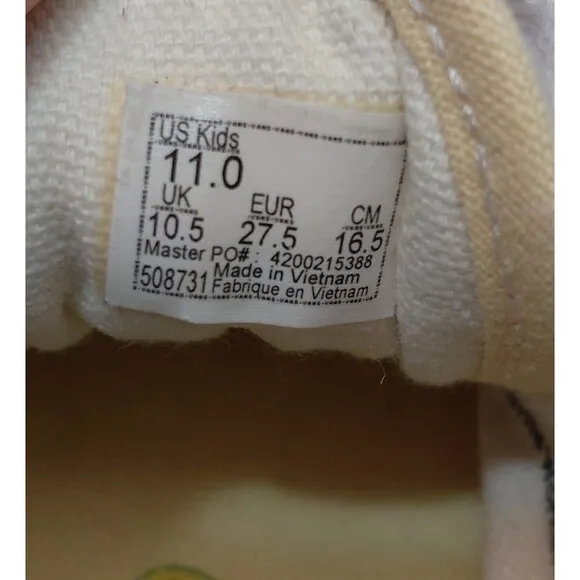 US Kids
11.0
UK EUR CM
10.5 27.5 16.5
Master PO# : 4200215388
Made in Vietnam
508731 Fabrique en Vietnam